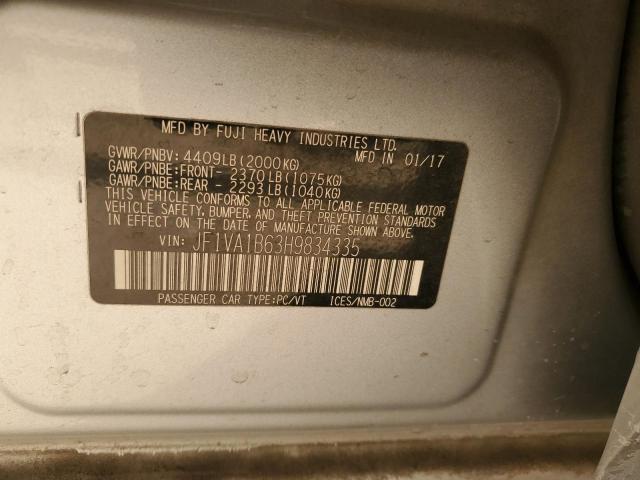 MFD BY FUJI HEAVY INDUSTRIES LTD.
GVWR/PNBV: 4409LB(2000KG) MFD IN 01/17
GAWR/PNBE:FRONT- 2370LB(1075KG)
GAWR/PNBE:REAR - 2293LB(1040KG)
THIS VEHICLE CONFORMS TO ALL APPLICABLE FEDERAL MOTOR
VEHICLE SAFETY, BUMPER, AND THEFT PREVENTION STANDARDS
IN EFFECT ON THE DATE OF MANUFACTURE SHOWN ABOVE.
VIN: JF1VA1B63H9834335
PASSENGER CAR TYPE:PC/VT ICES/NMB-002